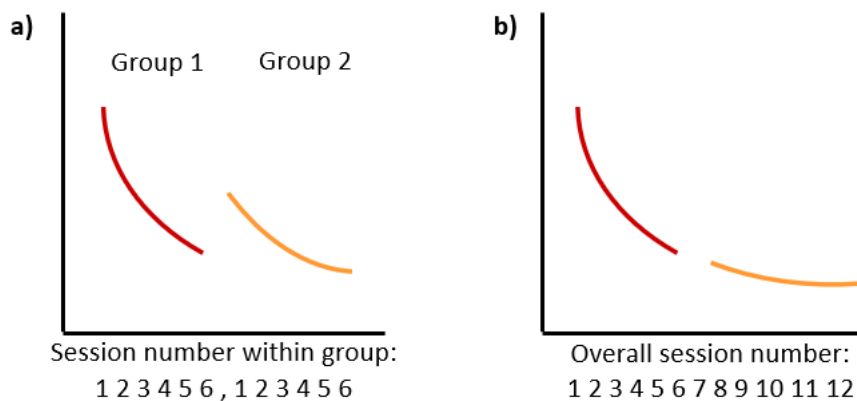 a)
Group 1
Group 2
Session number within group:
1 2 3 4 5 6 , 1 2 3 4 5 6
b)
Overall session number:
1 2 3 4 5 6 7 8 9 10 11 12